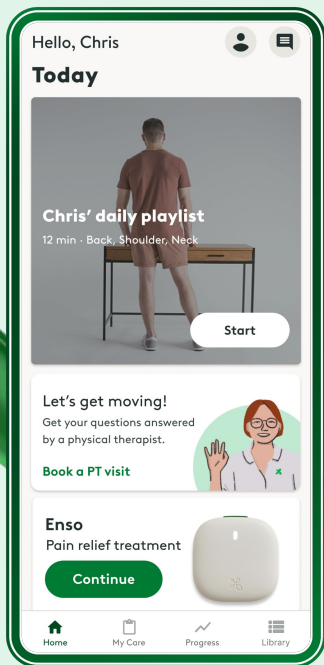 Hello, Chris
Today
Chris’ daily playlist
12 min · Back, Shoulder, Neck
Start
Let’s get moving!
Get your questions answered
by a physical therapist.
Book a PT visit
Enso
Pain relief treatment
Continue
Home
My Care
Progress
Library